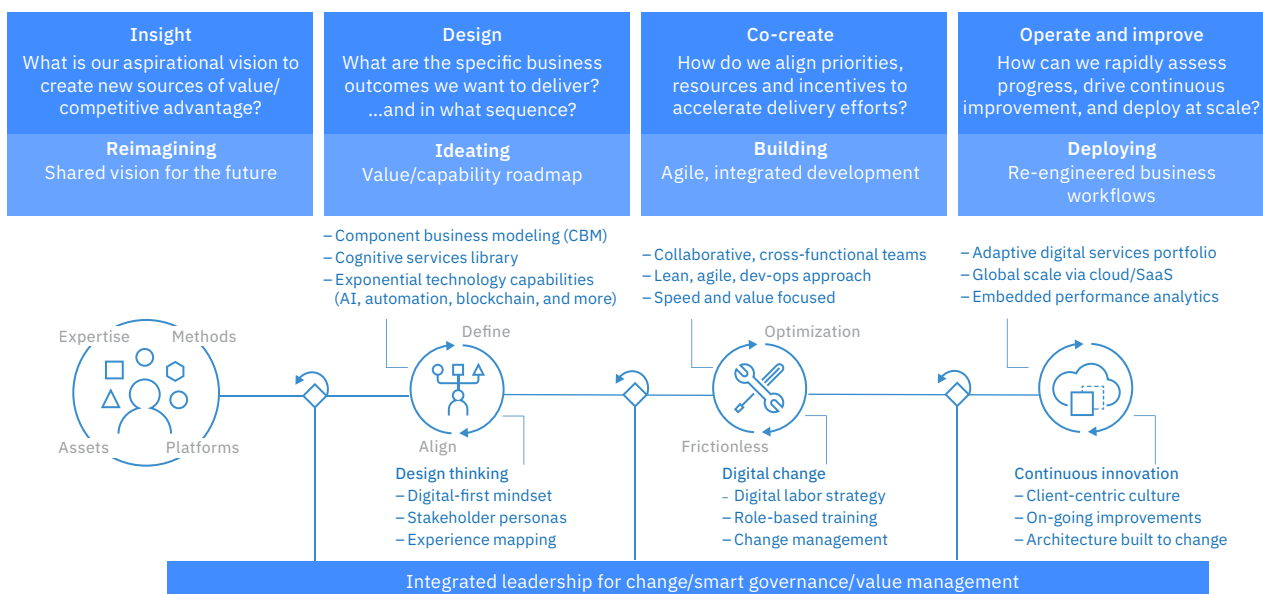 Insight
What is our aspirational vision to
create new sources of value/
competitive advantage?
Reimagining
Shared vision for the future
Design
What are the specific business
outcomes we want to deliver?
...and in what sequence?
Ideating
Value/capability roadmap
Co-create
How do we align priorities,
resources and incentives to
accelerate delivery efforts?
Building
Agile, integrated development
Operate and improve
How can we rapidly assess
progress, drive continuous
improvement, and deploy at scale?
Deploying
Re-engineered business
workflows
– Component business modeling (CBM)
– Cognitive services library
– Exponential technology capabilities
(AI, automation, blockchain, and more)
– Collaborative, cross-functional teams
– Lean, agile, dev-ops approach
– Speed and value focused
– Adaptive digital services portfolio
– Global scale via cloud/SaaS
– Embedded performance analytics
Expertise
Methods
Assets
Platforms
Define
Align
Optimization
Frictionless
Design thinking
– Digital-first mindset
– Stakeholder personas
– Experience mapping
Digital change
– Digital labor strategy
– Role-based training
– Change management
Continuous innovation
– Client-centric culture
– On-going improvements
– Architecture built to change
Integrated leadership for change/smart governance/value management